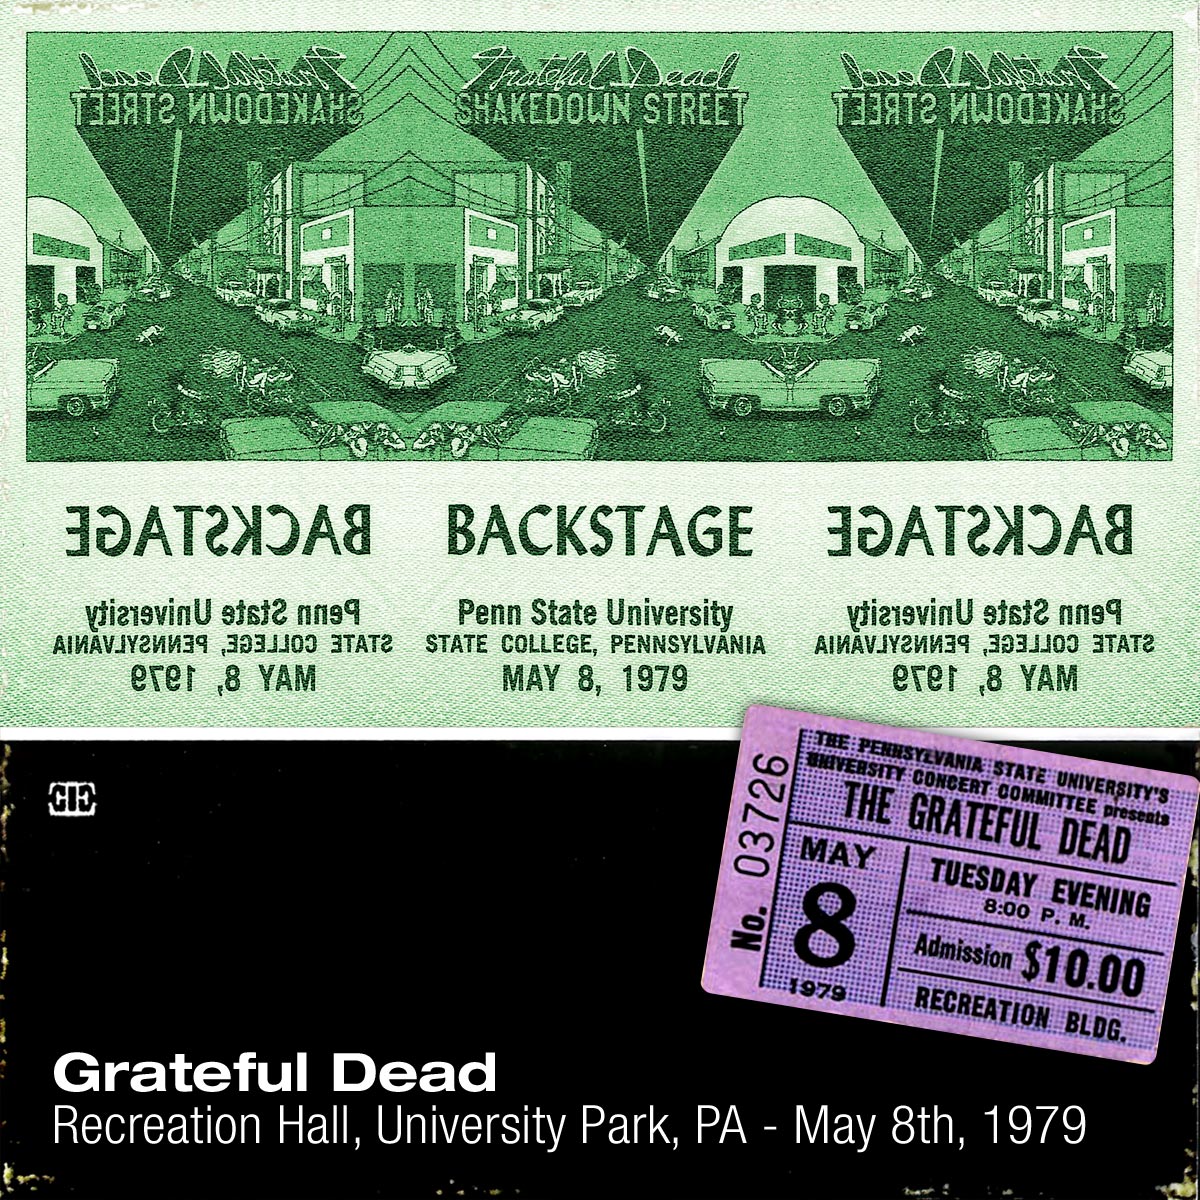 Grateful Dead Grateful Dead Grateful Dead
SHAKEDOWN STREET SHAKEDOWN STREET SHAKEDOWN STREET
BACKSTAGE BACKSTAGE BACKSTAGE
Penn State University Penn State University Penn State University
STATE COLLEGE, PENNSYLVANIA STATE COLLEGE, PENNSYLVANIA STATE COLLEGE, PENNSYLVANIA
MAY 8, 1979 MAY 8, 1979 MAY 8, 1979
No. 03726
THE PENNSYLVANIA STATE UNIVERSITY'S
UNIVERSITY CONCERT COMMITTEE presents
THE GRATEFUL DEAD
MAY
8
1979
TUESDAY EVENING
8:00 P. M.
Admission $10.00
RECREATION BLDG.
Grateful Dead
Recreation Hall, University Park, PA - May 8th, 1979